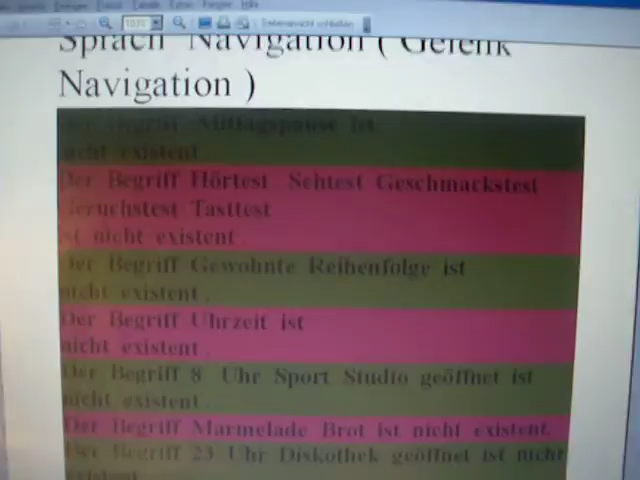 Sprach Navigation ( Gelenk
Navigation )
Der Begriff Mittagspause ist
nicht existent .
Der Begriff Hörtest Sehtest Geschmackstest
Geruchstest Tasttest
ist nicht existent .
Der Begriff Gewohnte Reihenfolge ist
nicht existent .
Der Begriff Uhrzeit ist
nicht existent .
Der Begriff 8 Uhr Sport Studio geöffnet ist
nicht existent .
Der Begriff Marmelade Brot ist nicht existent.
Der Begriff 23 Uhr Diskothek geöffnet ist nicht
existent